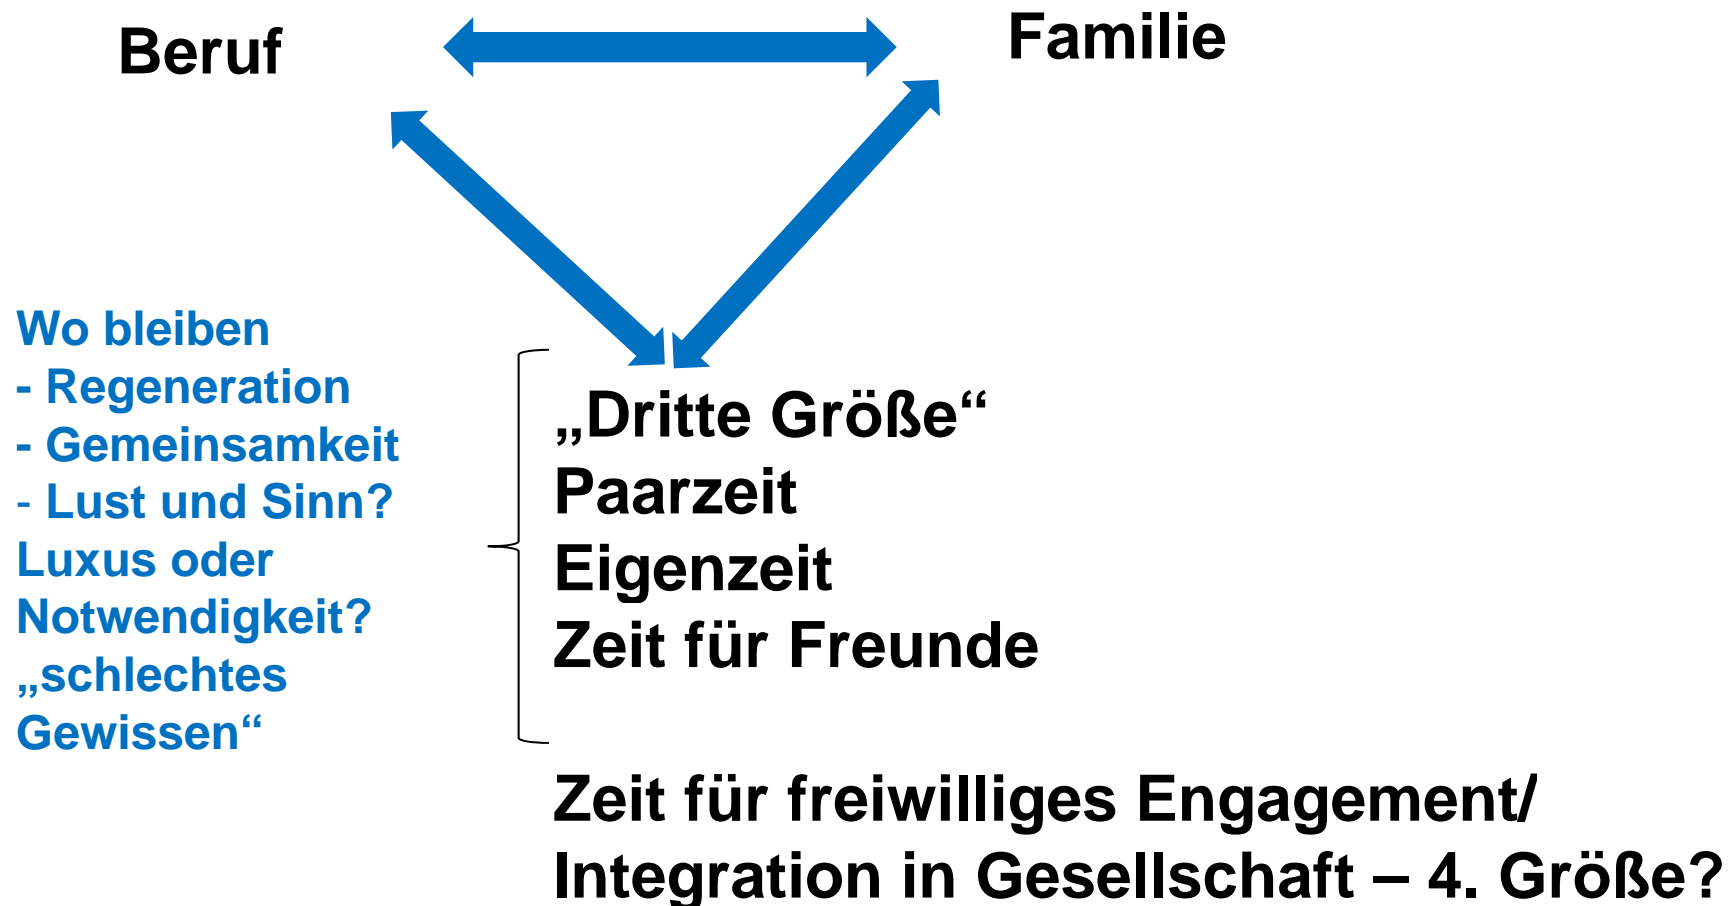 Beruf
Familie
Wo bleiben
- Regeneration
- Gemeinsamkeit
- Lust und Sinn?
Luxus oder
Notwendigkeit?
„schlechtes
Gewissen“
„Dritte Größe“
Paarzeit
Eigenzeit
Zeit für Freunde
Zeit für freiwilliges Engagement/
Integration in Gesellschaft – 4. Größe?